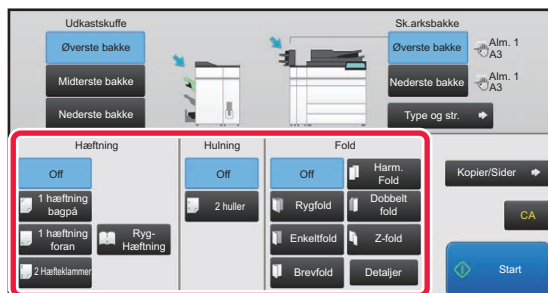 Udkastskuffe
Øverste bakke
Midterste bakke
Nederste bakke
Sk.arksbakke
Øverste bakke
Alm. 1
A3
Nederste bakke
Alm. 1
A3
Type og str.
Hæftning
Off
1 hæftning
bagpå
1 hæftning
foran
2 Hæfteklammer
Ryg-
Hæftning
Hulning
Off
2 huller
Fold
Off
Rygfold
Enkeltfold
Brevfold
Harm.
Fold
Dobbelt
fold
Z-fold
Detaljer
Kopier/Sider
CA
Start